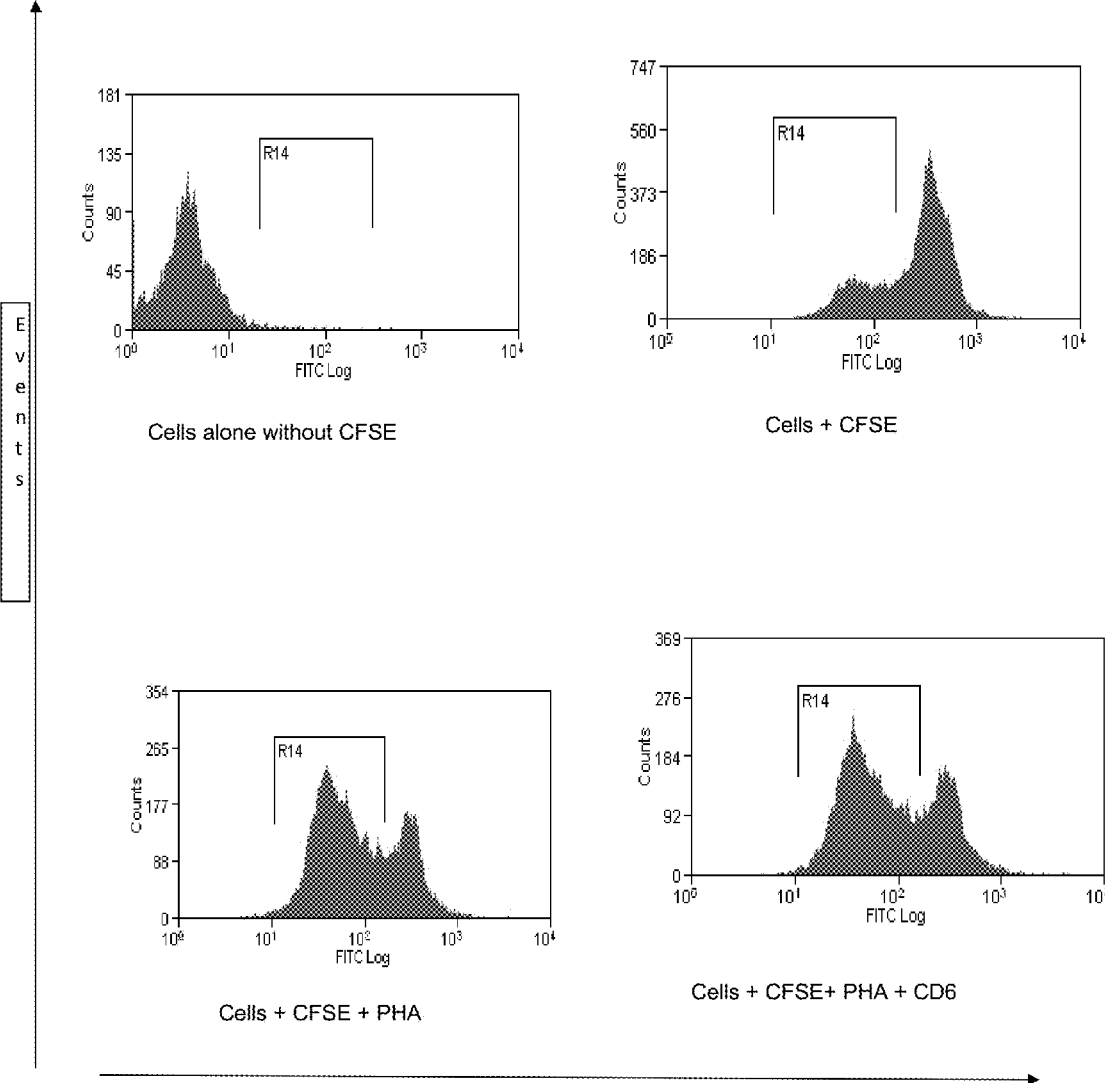 Events
181
135
90
45
0
Counts
R14
10⁰ 10¹ 10² 10³ 10⁴
FITC Log
Cells alone without CFSE
747
560
373
186
0
Counts
R14
10⁰ 10¹ 10² 10³ 10⁴
FITC Log
Cells + CFSE
354
265
177
88
0
Counts
R14
10⁰ 10¹ 10² 10³ 10⁴
FITC Log
Cells + CFSE + PHA
369
276
184
92
0
Counts
R14
10⁰ 10¹ 10² 10³ 10
FITC Log
Cells + CFSE+ PHA + CD6